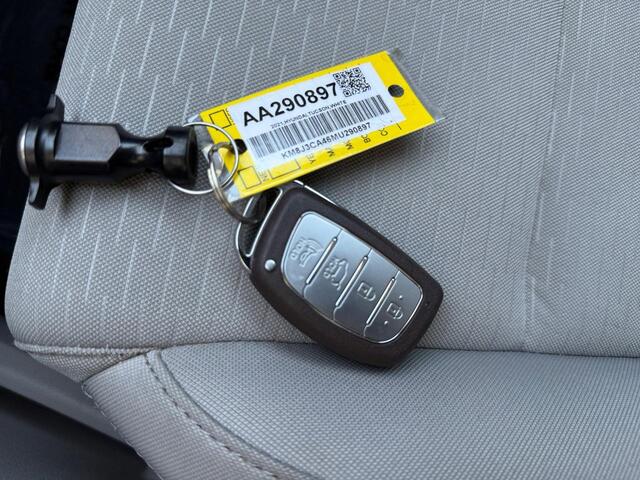 AA290897
2021,HYUNDAI,TUCSON,WHITE
KM8J3CA46MU290897